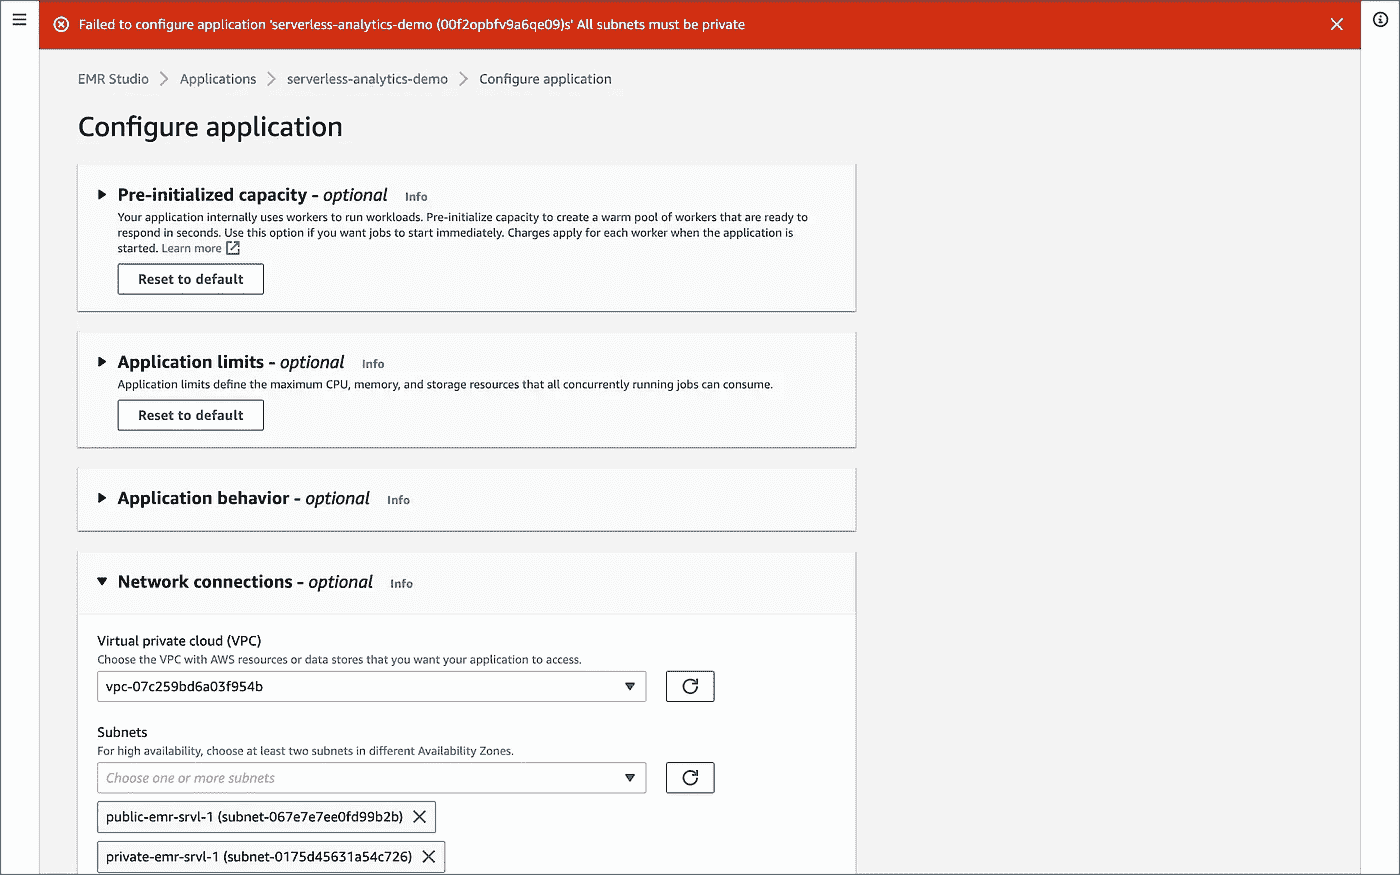 Failed to configure application 'serverless-analytics-demo (00f2opbfv9a6qe09)s' All subnets must be private
EMR Studio > Applications > serverless-analytics-demo > Configure application
Configure application
Pre-initialized capacity - optional Info
Your application internally uses workers to run workloads. Pre-initialize capacity to create a warm pool of workers that are ready to
respond in seconds. Use this option if you want jobs to start immediately. Charges apply for each worker when the application is
started. Learn more
Reset to default
Application limits - optional Info
Application limits define the maximum CPU, memory, and storage resources that all concurrently running jobs can consume.
Reset to default
Application behavior - optional Info
Network connections - optional Info
Virtual private cloud (VPC)
Choose the VPC with AWS resources or data stores that you want your application to access.
vpc-07c259bd6a03f954b
Subnets
For high availability, choose at least two subnets in different Availability Zones.
Choose one or more subnets
public-emr-srvl-1 (subnet-067e7e7ee0fd99b2b)
private-emr-srvl-1 (subnet-0175d45631a54c726)